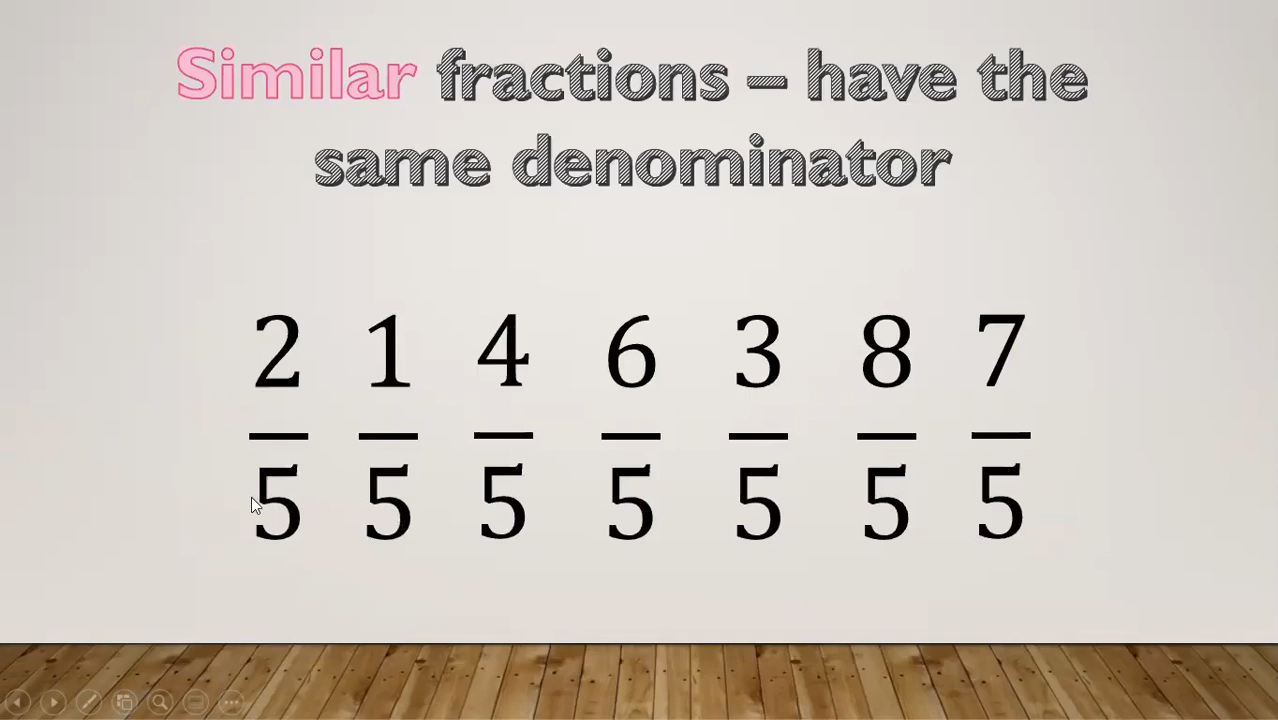 Similar fractions – have the
same denominator
2 1 4 6 3 8 7
5 5 5 5 5 5 5